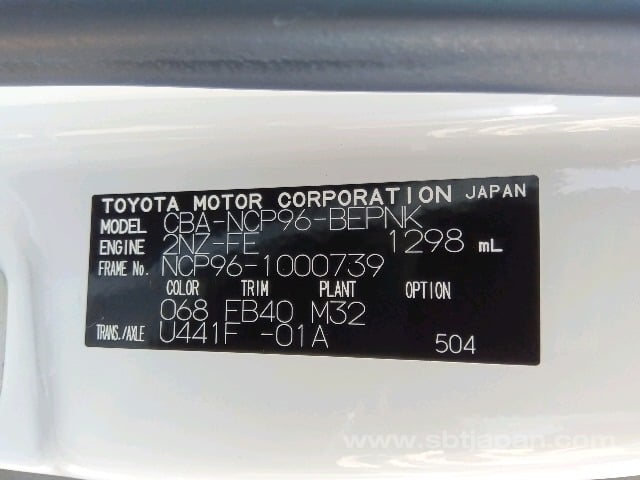 TOYOTA MOTOR CORPORATION JAPAN
MODEL CBA-NCP96-BEPNK
ENGINE 2NZ-FE 1298 mL
FRAME No. NCP96-1000739
COLOR TRIM PLANT OPTION
068 FB40 M32
TRANS./AXLE U441F -01A 504
www.sbtjapan.com